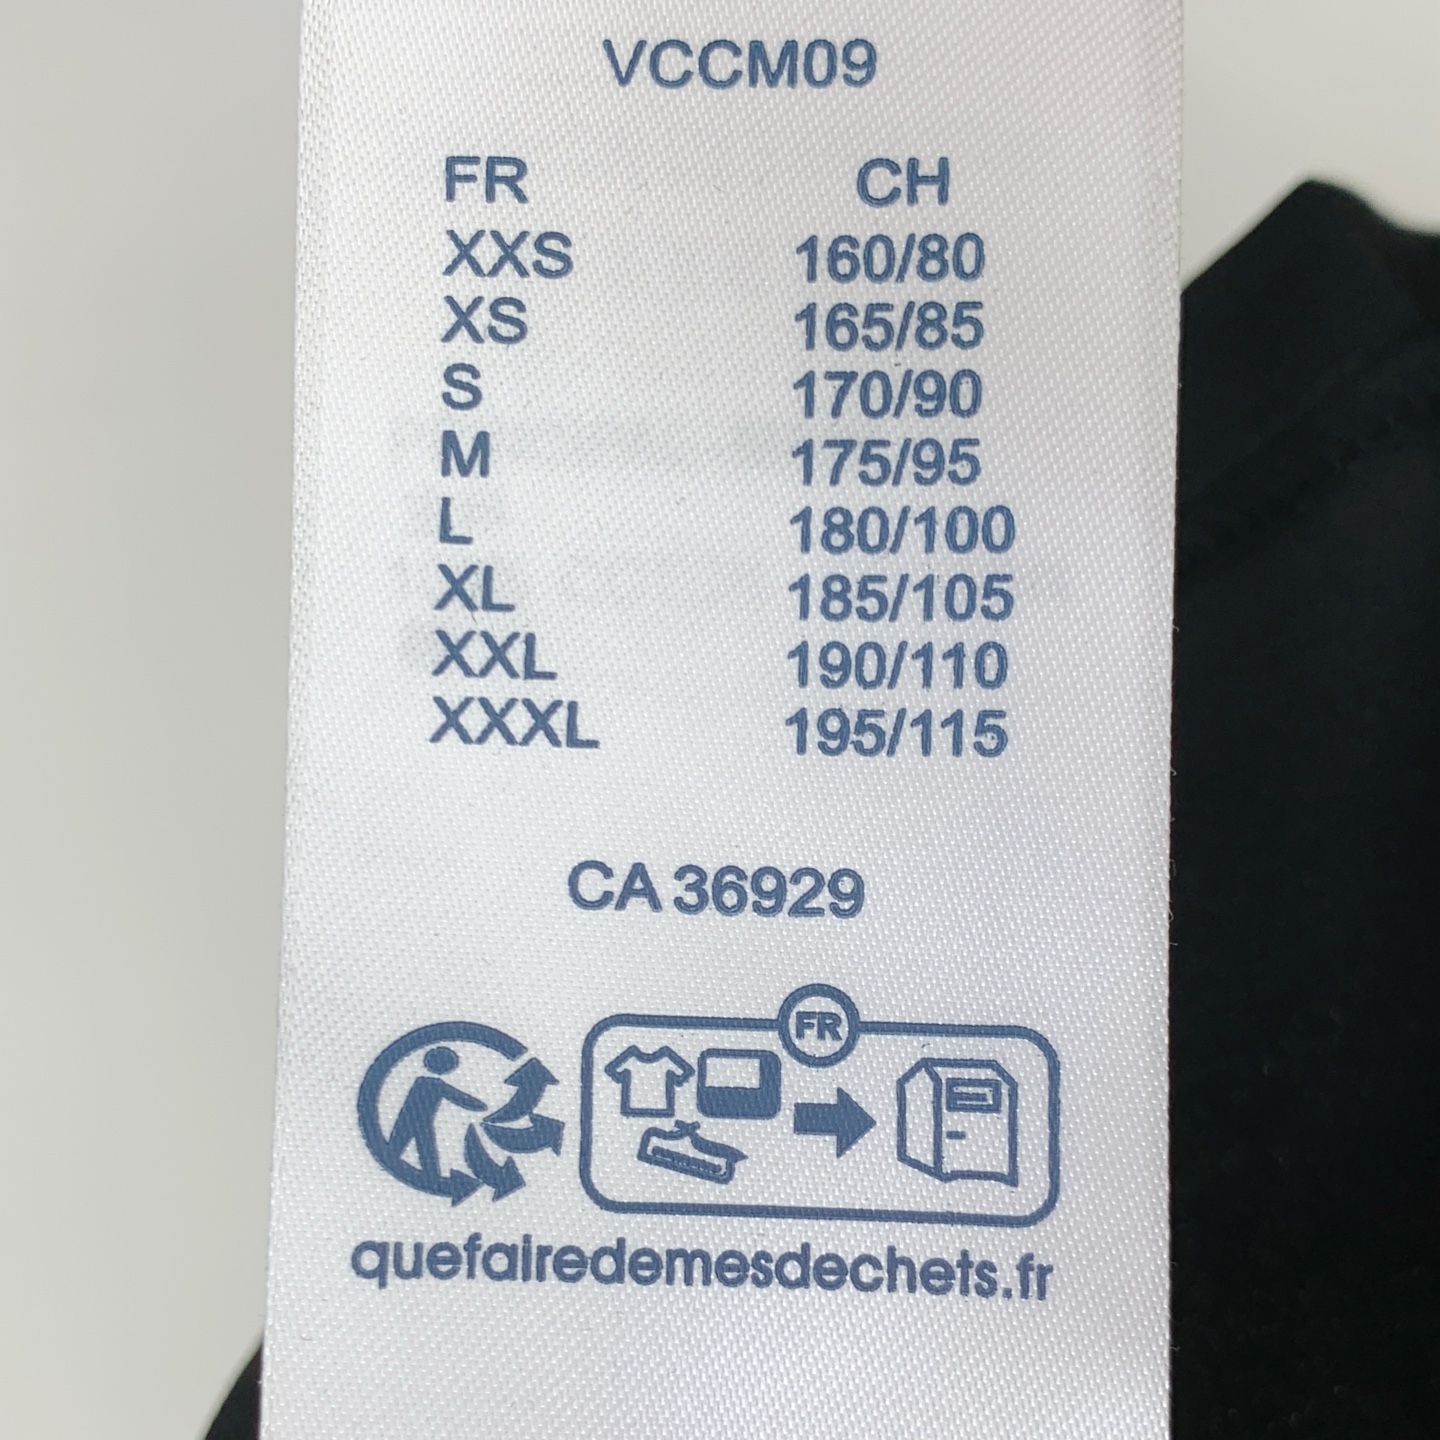 VCCM09
FR CH
XXS 160/80
XS 165/85
S 170/90
M 175/95
L 180/100
XL 185/105
XXL 190/110
XXXL 195/115
CA 36929
FR
quefairedemesdechets.fr